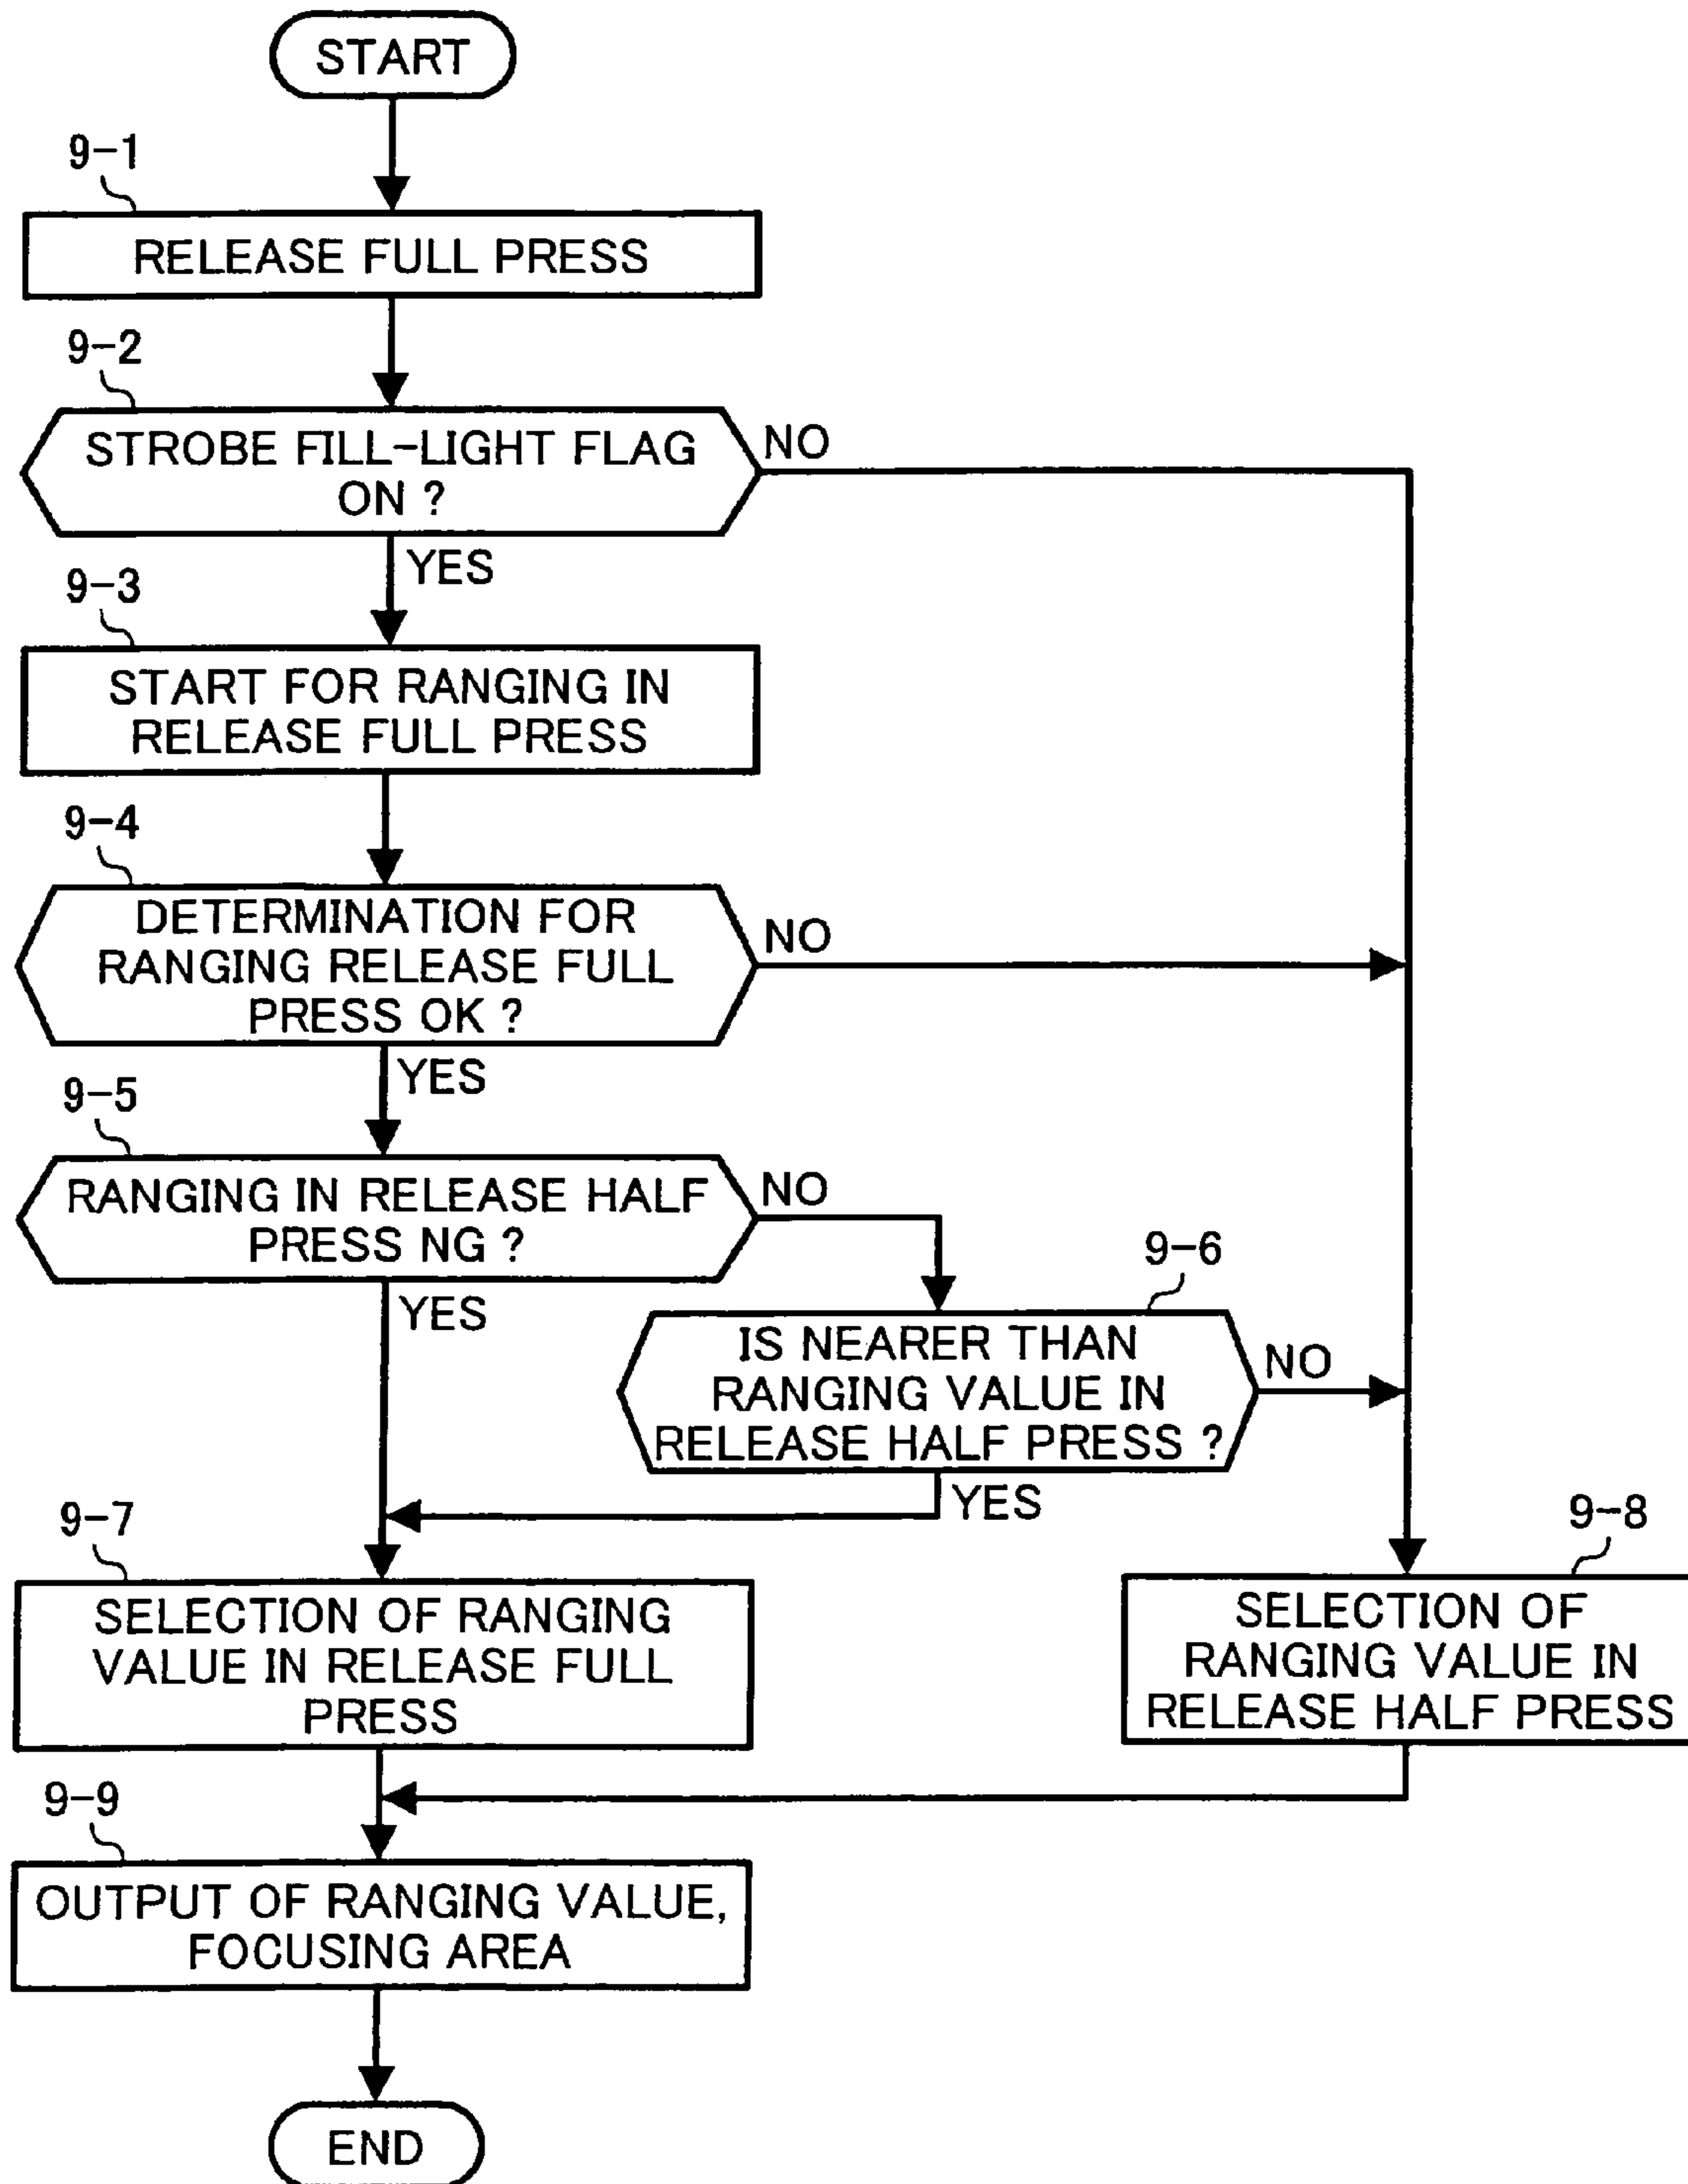 START
9-1
RELEASE FULL PRESS
9-2
STROBE FILL-LIGHT FLAG
ON ?
NO
YES
9-3
START FOR RANGING IN
RELEASE FULL PRESS
9-4
DETERMINATION FOR
RANGING RELEASE FULL
PRESS OK ?
NO
YES
9-5
RANGING IN RELEASE HALF
PRESS NG ?
NO
YES
9-6
IS NEARER THAN
RANGING VALUE IN
RELEASE HALF PRESS ?
NO
YES
9-7
SELECTION OF RANGING
VALUE IN RELEASE FULL
PRESS
9-8
SELECTION OF
RANGING VALUE IN
RELEASE HALF PRESS
9-9
OUTPUT OF RANGING VALUE,
FOCUSING AREA
END